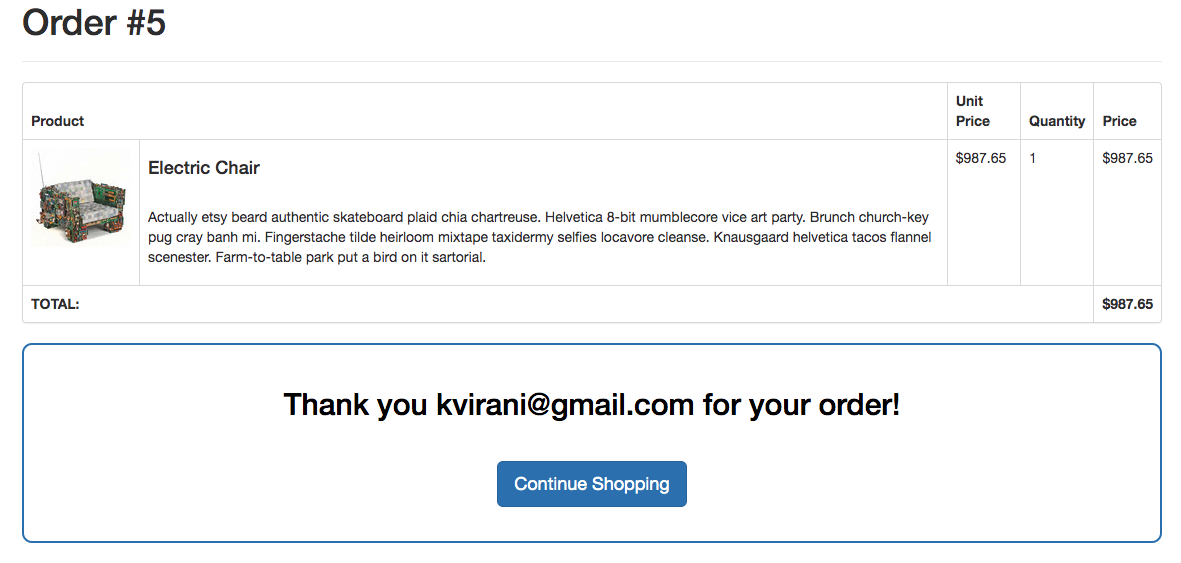 Order #5
Product
Unit
Price
Quantity
Price
Electric Chair
$987.65
1
$987.65
Actually etsy beard authentic skateboard plaid chia chartreuse. Helvetica 8-bit mumblecore vice art party. Brunch church-key
pug cray banh mi. Fingerstache tilde heirloom mixtape taxidermy selfies locavore cleanse. Knausgaard helvetica tacos flannel
scenester. Farm-to-table park put a bird on it sartorial.
TOTAL:
$987.65
Thank you kvirani@gmail.com for your order!
Continue Shopping